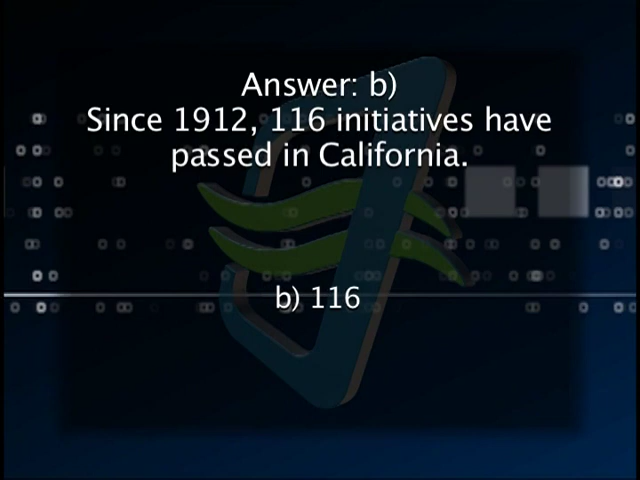 Answer: b)
Since 1912, 116 initiatives have
passed in California.
b) 116